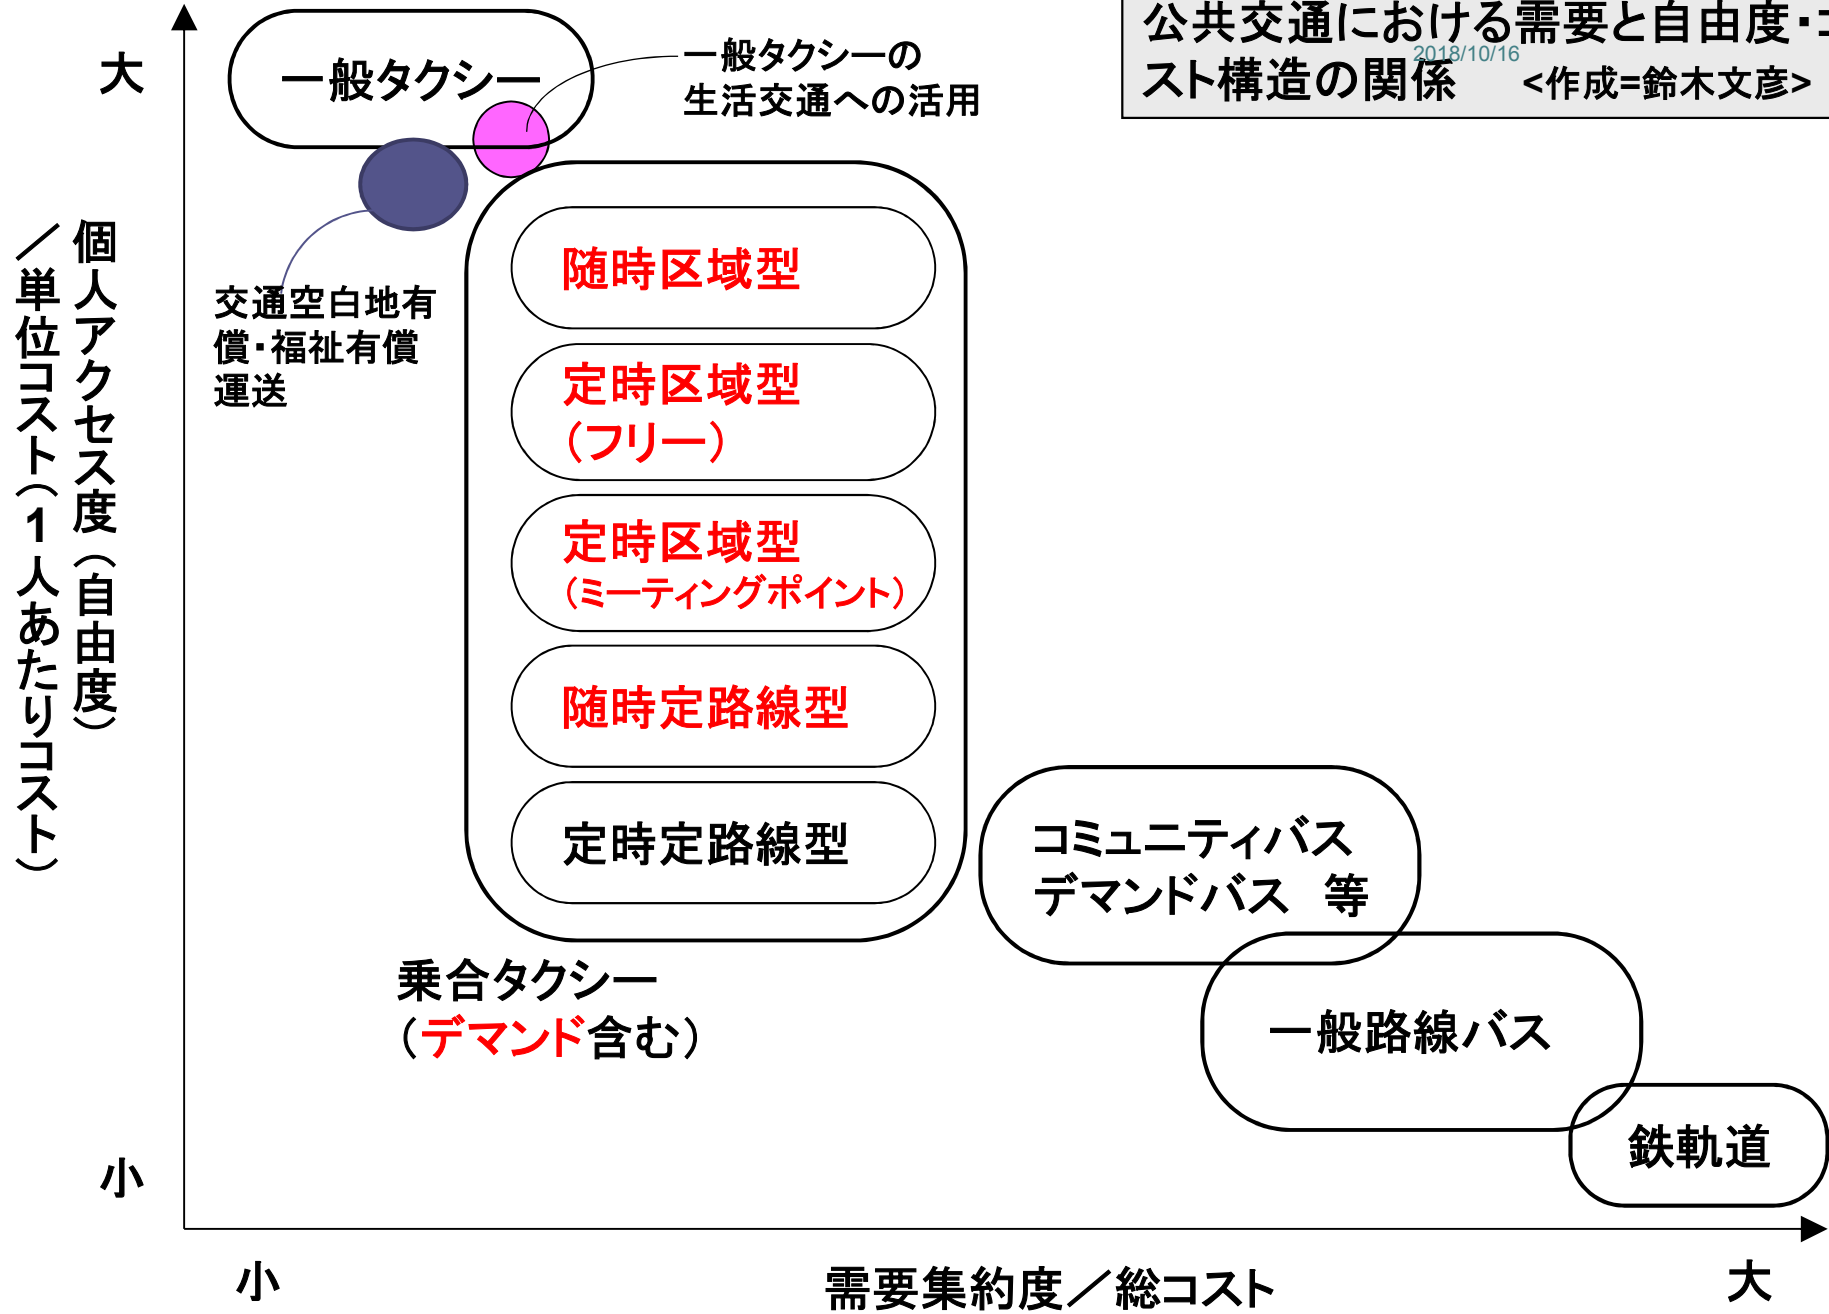 公共交通における需要と自由度・コ
スト構造の関係 <作成=鈴木文彦>
2018/10/16
大
一般タクシー
一般タクシーの
生活交通への活用
個人アクセス度（自由度）
／単位コスト（1人あたりコスト）
交通空白地有
償・福祉有償
運送
随時区域型
定時区域型
（フリー）
定時区域型
（ミーティングポイント）
随時定路線型
定時定路線型
乗合タクシー
（デマンド含む）
コミュニティバス
デマンドバス 等
一般路線バス
鉄軌道
小
小
需要集約度／総コスト
大